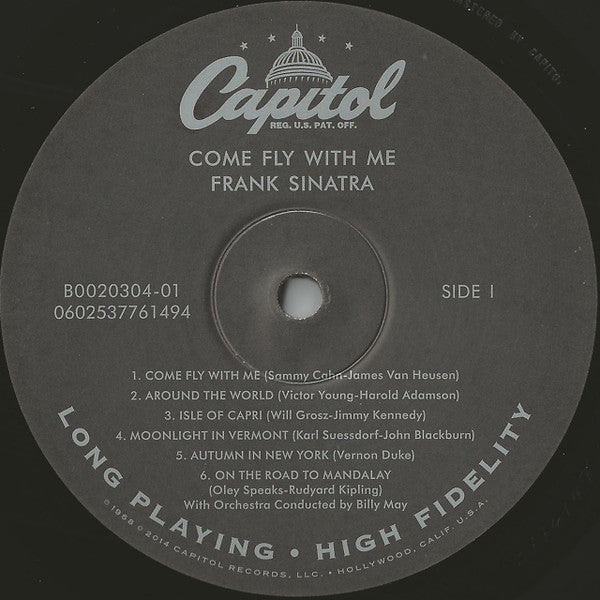 MASTERED BY CAPITOL
Capitol
REG. U.S. PAT. OFF.
COME FLY WITH ME
FRANK SINATRA
B0020304-01
0602537761494
SIDE 1
1. COME FLY WITH ME (Sammy Cahn-James Van Heusen)
2. AROUND THE WORLD (Victor Young-Harold Adamson)
3. ISLE OF CAPRI (Will Grosz-Jimmy Kennedy)
4. MOONLIGHT IN VERMONT (Karl Suessdorf-John Blackburn)
5. AUTUMN IN NEW YORK (Vernon Duke)
6. ON THE ROAD TO MANDALAY
(Oley Speaks-Rudyard Kipling)
With Orchestra Conducted by Billy May
LONG PLAYING • HIGH FIDELITY
© 2014 CAPITOL RECORDS, LLC. • HOLLYWOOD, CALIF. U.S.A.